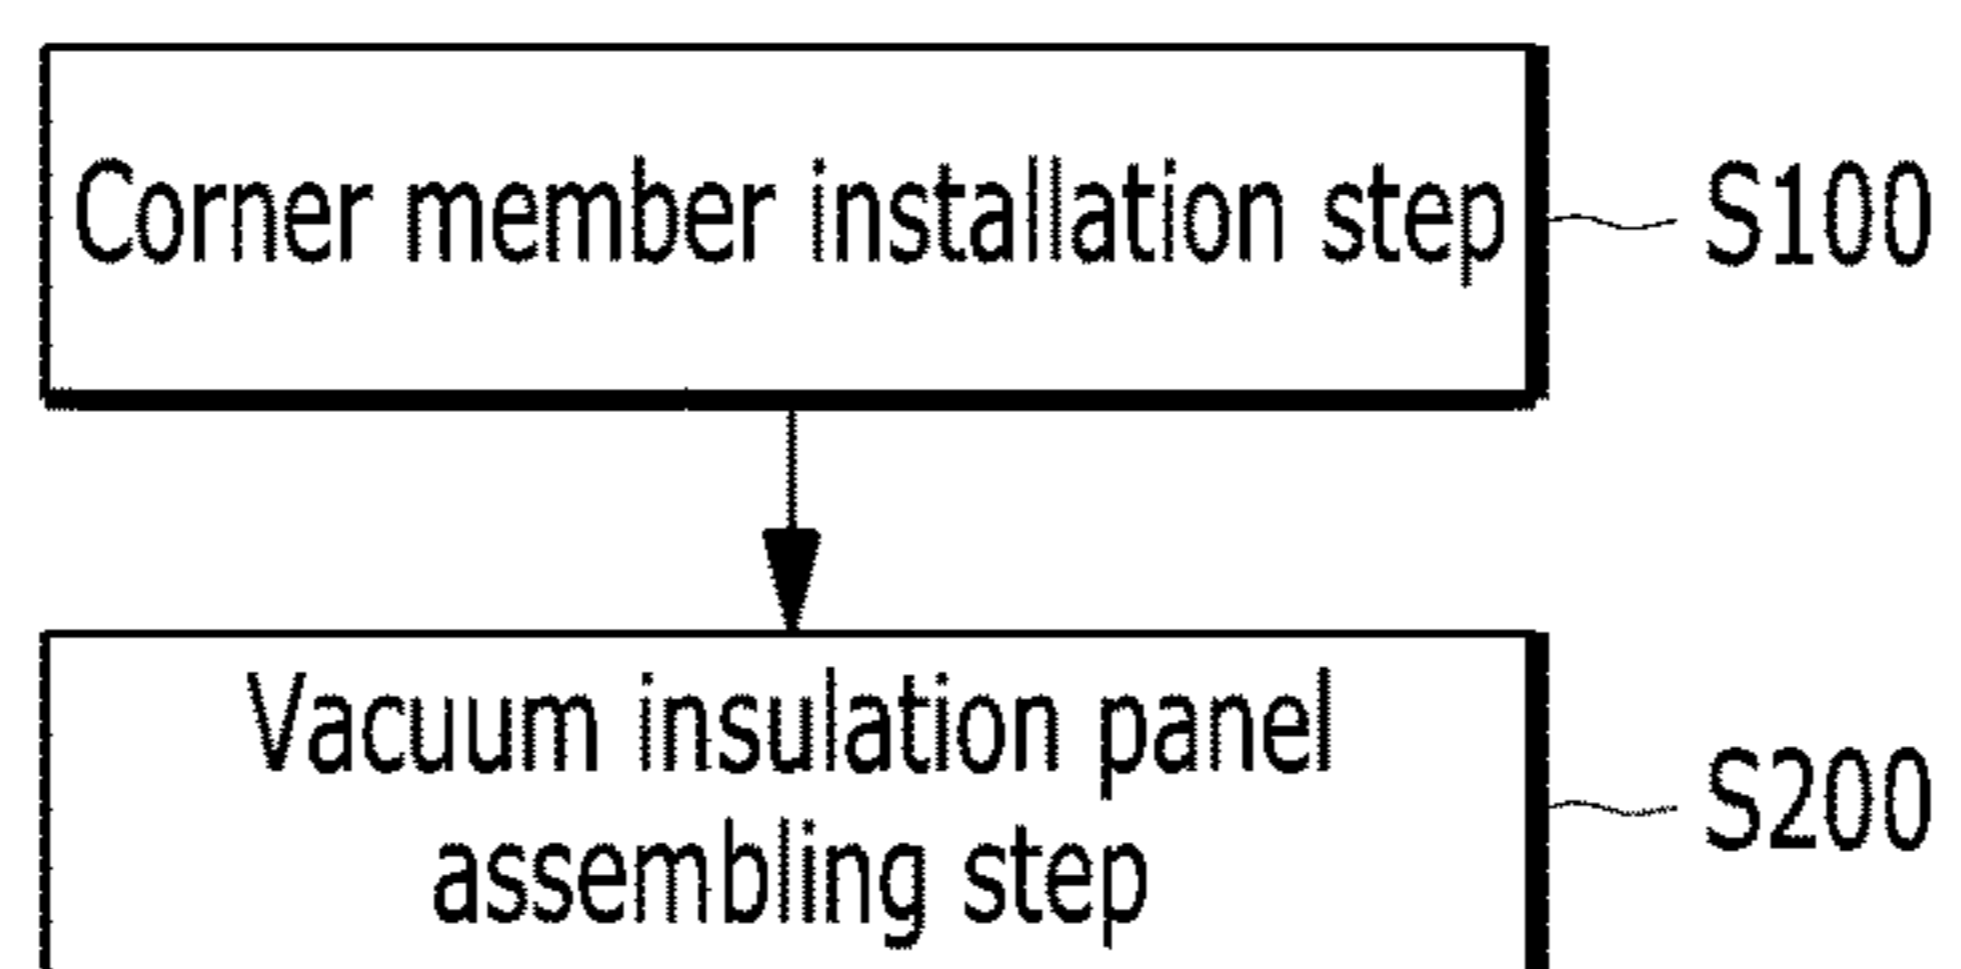 Corner member installation step
S100
Vacuum insulation panel
assembling step
S200